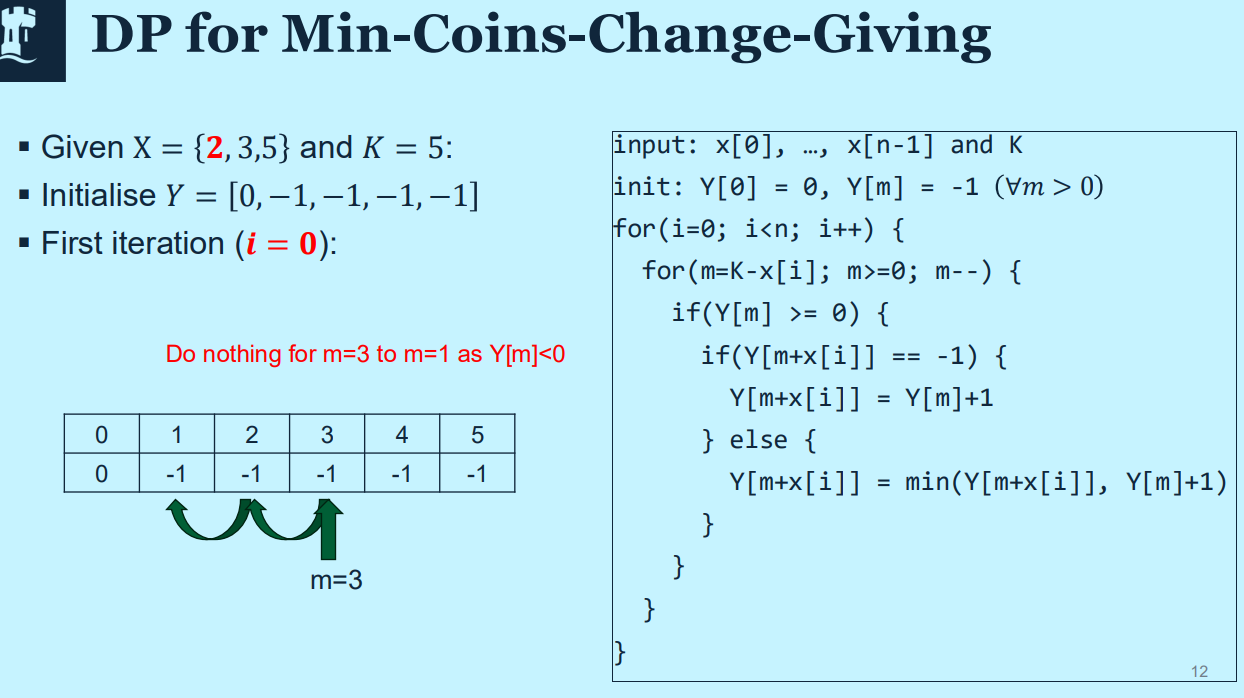 DP for Min-Coins-Change-Giving
▪ Given X = {2, 3,5} and K = 5:
▪ Initialise Y = [0, −1, −1, −1, −1]
▪ First iteration (i = 0):
Do nothing for m=3 to m=1 as Y[m]<0
0 1 2 3 4 5
0 -1 -1 -1 -1 -1
m=3
input: x[0], …, x[n-1] and K
init: Y[0] = 0, Y[m] = -1 (∀m > 0)
for(i=0; i<n; i++) {
  for(m=K-x[i]; m>=0; m--) {
    if(Y[m] >= 0) {
      if(Y[m+x[i]] == -1) {
        Y[m+x[i]] = Y[m]+1
      } else {
        Y[m+x[i]] = min(Y[m+x[i]], Y[m]+1)
      }
    }
  }
}
12